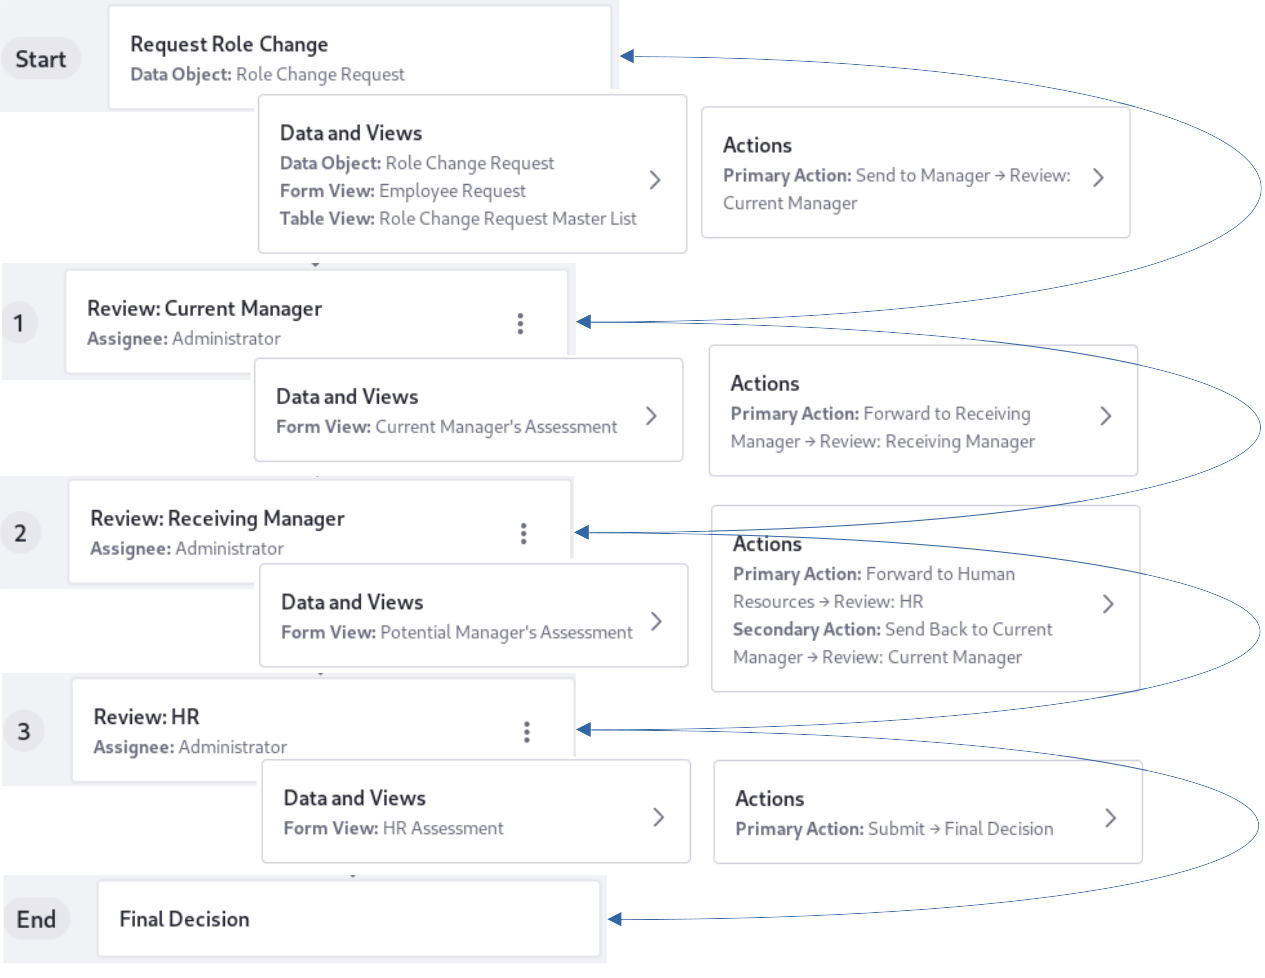 Start
Request Role Change
Data Object: Role Change Request
Data and Views
Data Object: Role Change Request
Form View: Employee Request
Table View: Role Change Request Master List
Actions
Primary Action: Send to Manager → Review:
Current Manager
1
Review: Current Manager
Assignee: Administrator
Data and Views
Form View: Current Manager's Assessment
Actions
Primary Action: Forward to Receiving
Manager → Review: Receiving Manager
2
Review: Receiving Manager
Assignee: Administrator
Data and Views
Form View: Potential Manager's Assessment
Actions
Primary Action: Forward to Human
Resources → Review: HR
Secondary Action: Send Back to Current
Manager → Review: Current Manager
3
Review: HR
Assignee: Administrator
Data and Views
Form View: HR Assessment
Actions
Primary Action: Submit → Final Decision
End
Final Decision